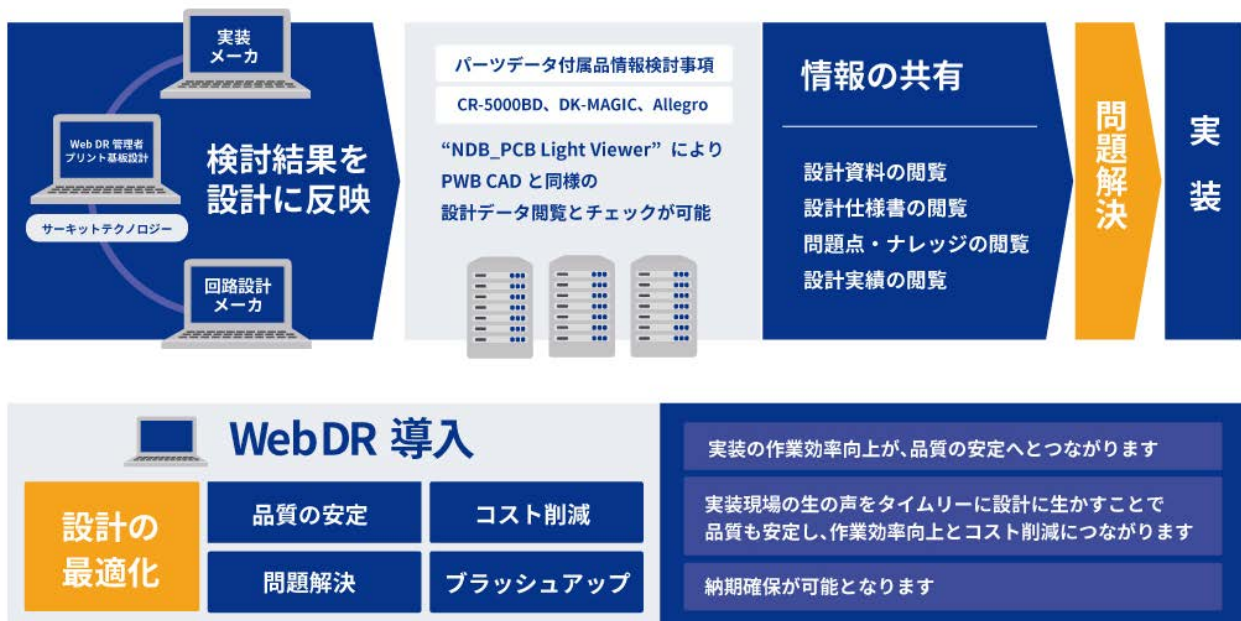 実装
メーカ
Web DR 管理者
プリント基板設計
サーキットテクノロジー
回路設計
メーカ
検討結果を
設計に反映
パーツデータ付属品情報検討事項
CR-5000BD、DK-MAGIC、Allegro
“NDB_PCB Light Viewer” により
PWB CAD と同様の
設計データ閲覧とチェックが可能
情報の共有
設計資料の閲覧
設計仕様書の閲覧
問題点・ナレッジの閲覧
設計実績の閲覧
問題解決
実装
WebDR 導入
設計の
最適化
品質の安定
コスト削減
問題解決
ブラッシュアップ
実装の作業効率向上が、品質の安定へとつながります
実装現場の生の声をタイムリーに設計に生かすことで
品質も安定し、作業効率向上とコスト削減につながります
納期確保が可能となります